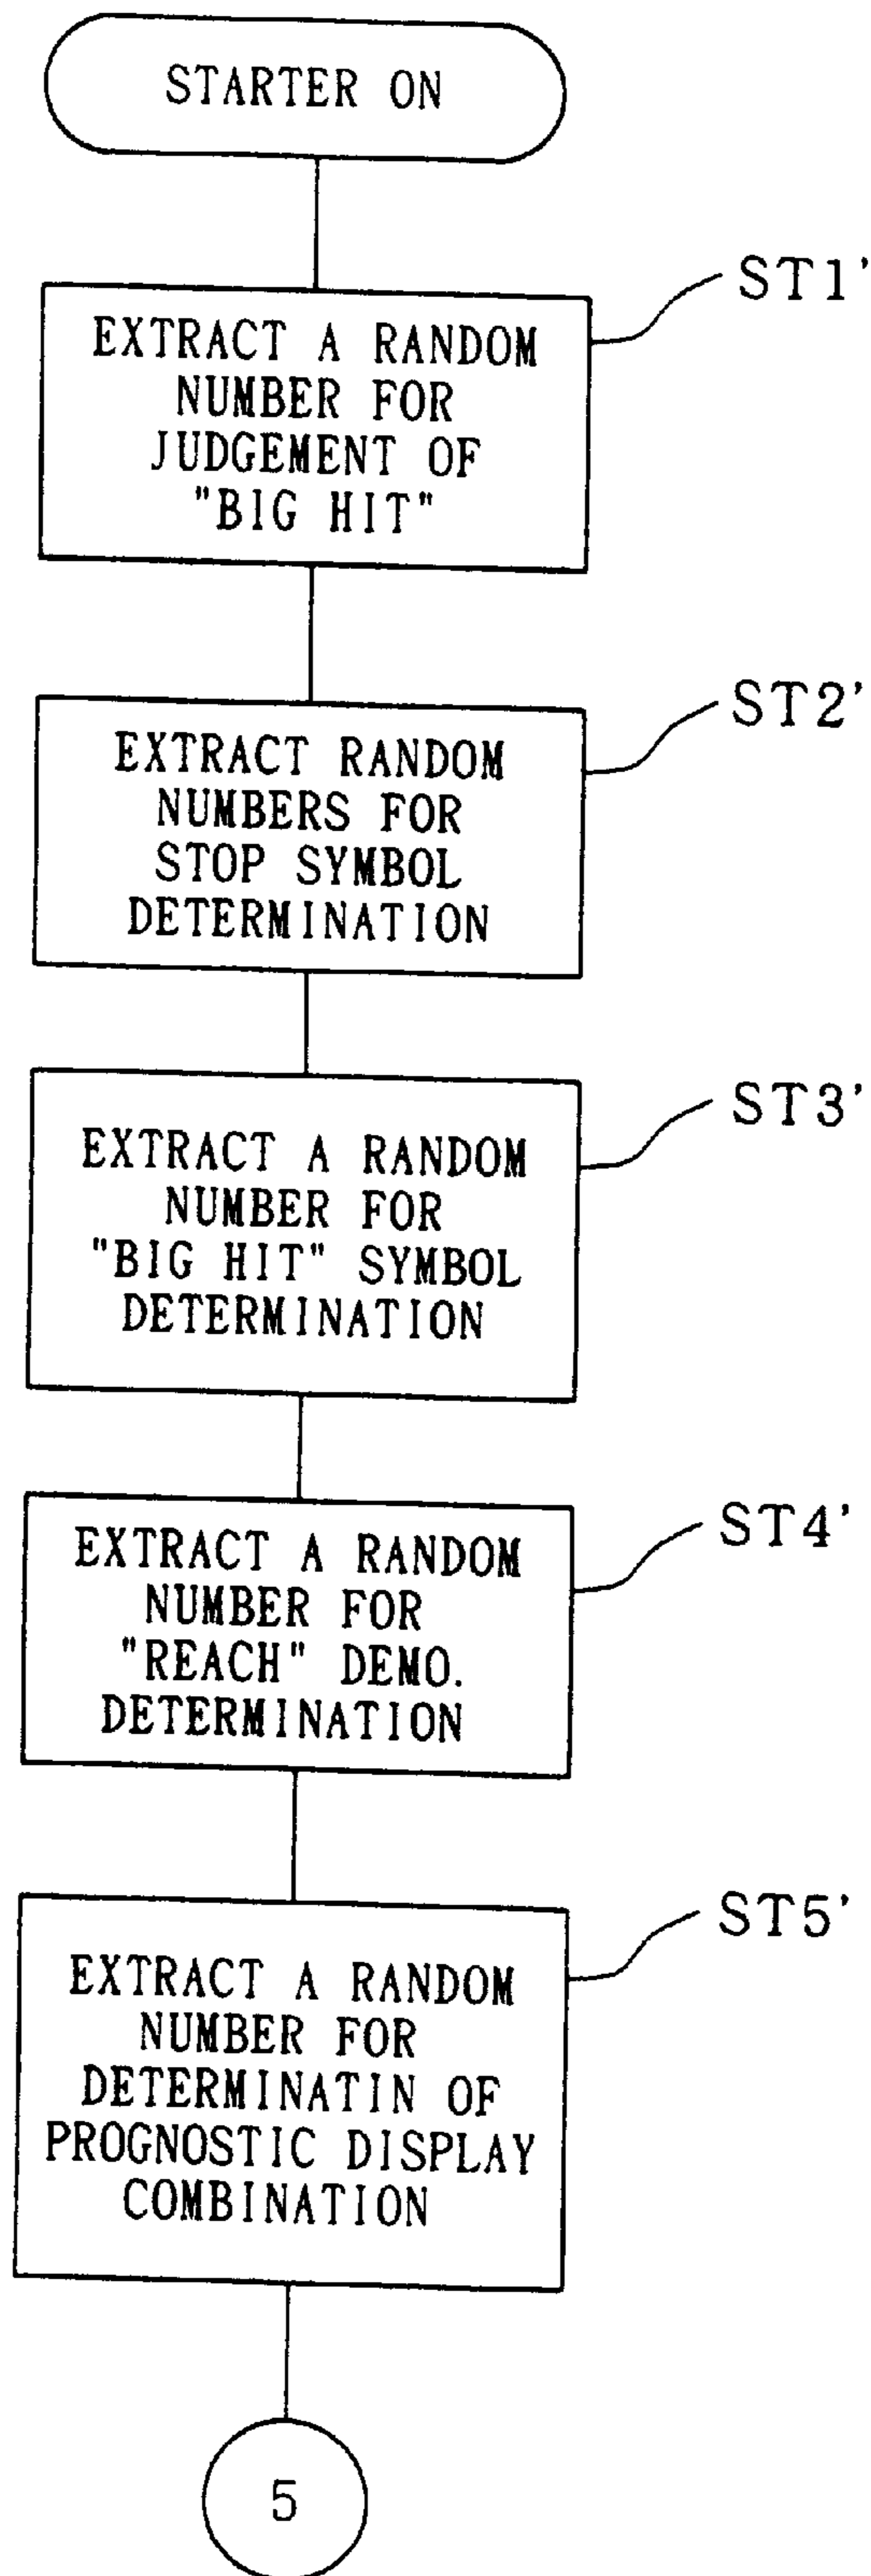 STARTER ON
ST1'
EXTRACT A RANDOM
NUMBER FOR
JUDGEMENT OF
"BIG HIT"
ST2'
EXTRACT RANDOM
NUMBERS FOR
STOP SYMBOL
DETERMINATION
ST3'
EXTRACT A RANDOM
NUMBER FOR
"BIG HIT" SYMBOL
DETERMINATION
ST4'
EXTRACT A RANDOM
NUMBER FOR
"REACH" DEMO.
DETERMINATION
ST5'
EXTRACT A RANDOM
NUMBER FOR
DETERMINATIN OF
PROGNOSTIC DISPLAY
COMBINATION
5